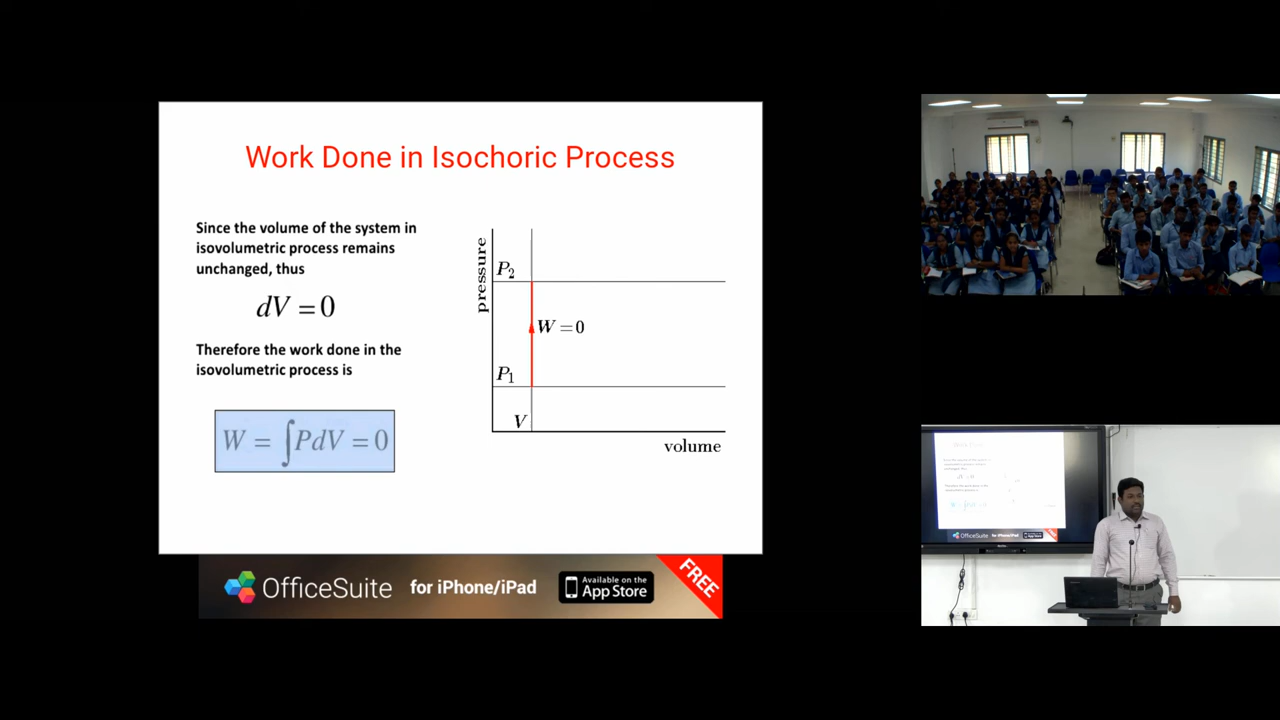 Work Done in Isochoric Process
Since the volume of the system in
isovolumetric process remains
unchanged, thus
dV = 0
Therefore the work done in the
isovolumetric process is
W = ∫PdV = 0
pressure
P₂
W = 0
P₁
V
volume
OfficeSuite
for iPhone/iPad
Available on the
App Store
FREE
OfficeSuite